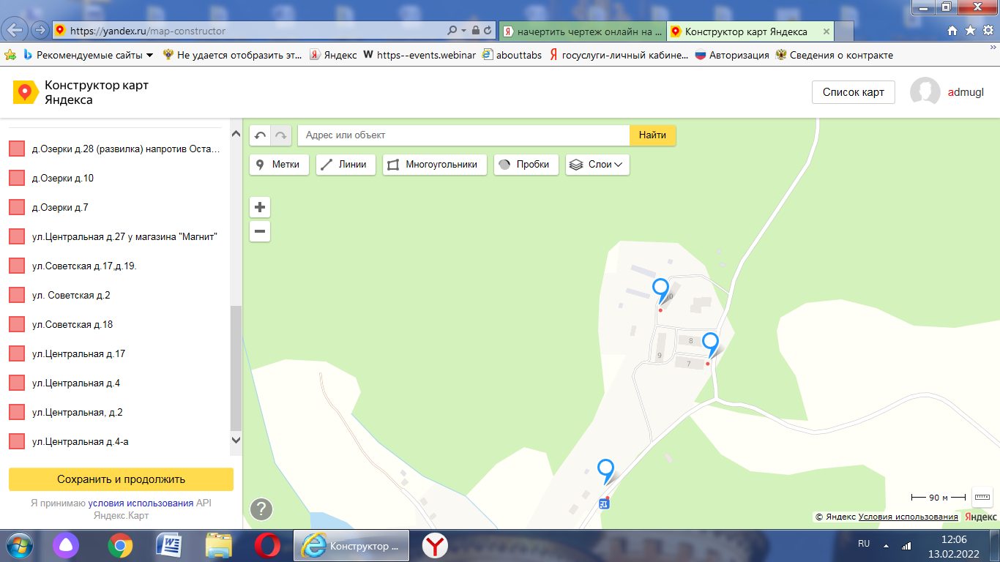 https://yandex.ru/map-constructor
начертить чертеж онлайн на ...
Конструктор карт Яндекса
Рекомендуемые сайты
Не удается отобразить эт...
Яндекс
https--events.webinar
abouttabs
госуслуги-личный кабине...
Авторизация
Сведения о контракте
Конструктор карт
Яндекса
Список карт
admugl
д.Озерки д.28 (развилка) напротив Оста...
д.Озерки д.10
д.Озерки д.7
ул.Центральная д.27 у магазина "Магнит"
ул.Советская д.17,д.19.
ул. Советская д.2
ул.Советская д.18
ул.Центральная д.17
ул.Центральная д.4
ул.Центральная, д.2
ул.Центральная д.4-а
Сохранить и продолжить
Я принимаю условия использования API
Яндекс.Карт
Адрес или объект
Найти
Метки
Линии
Многоугольники
Пробки
Слои
8
9
7
90 м
© Яндекс Условия использования
Яндекс
?
Конструктор ...
RU
12:06
13.02.2022